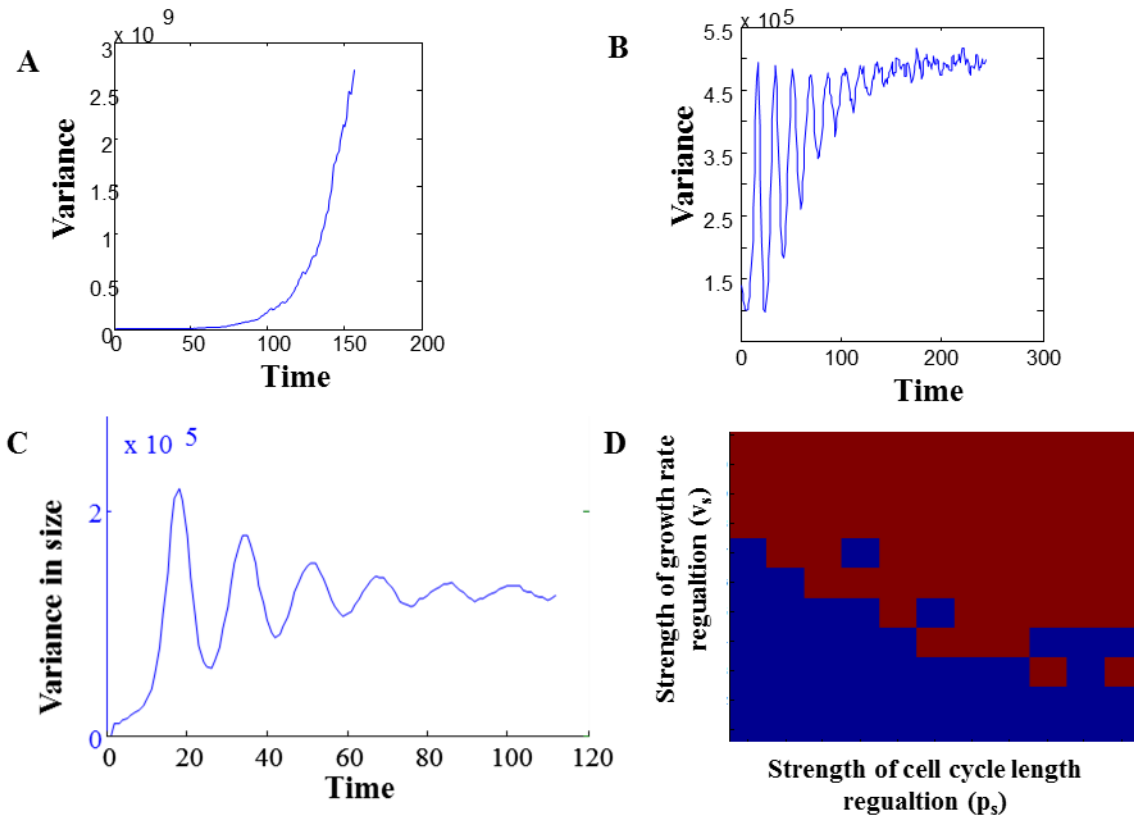 A
x 10 9
3
2.5
2
1.5
1
0.5
0
0 50 100 150 200
Variance
Time
B
x 10 5
5.5
4.5
3.5
2.5
1.5
0 100 200 300
Variance
Time
C
x 10 5
2
0
0 20 40 60 80 100 120
Variance in size
Time
D
Strength of growth rate
regualtion (vs)
Strength of cell cycle length
regualtion (ps)